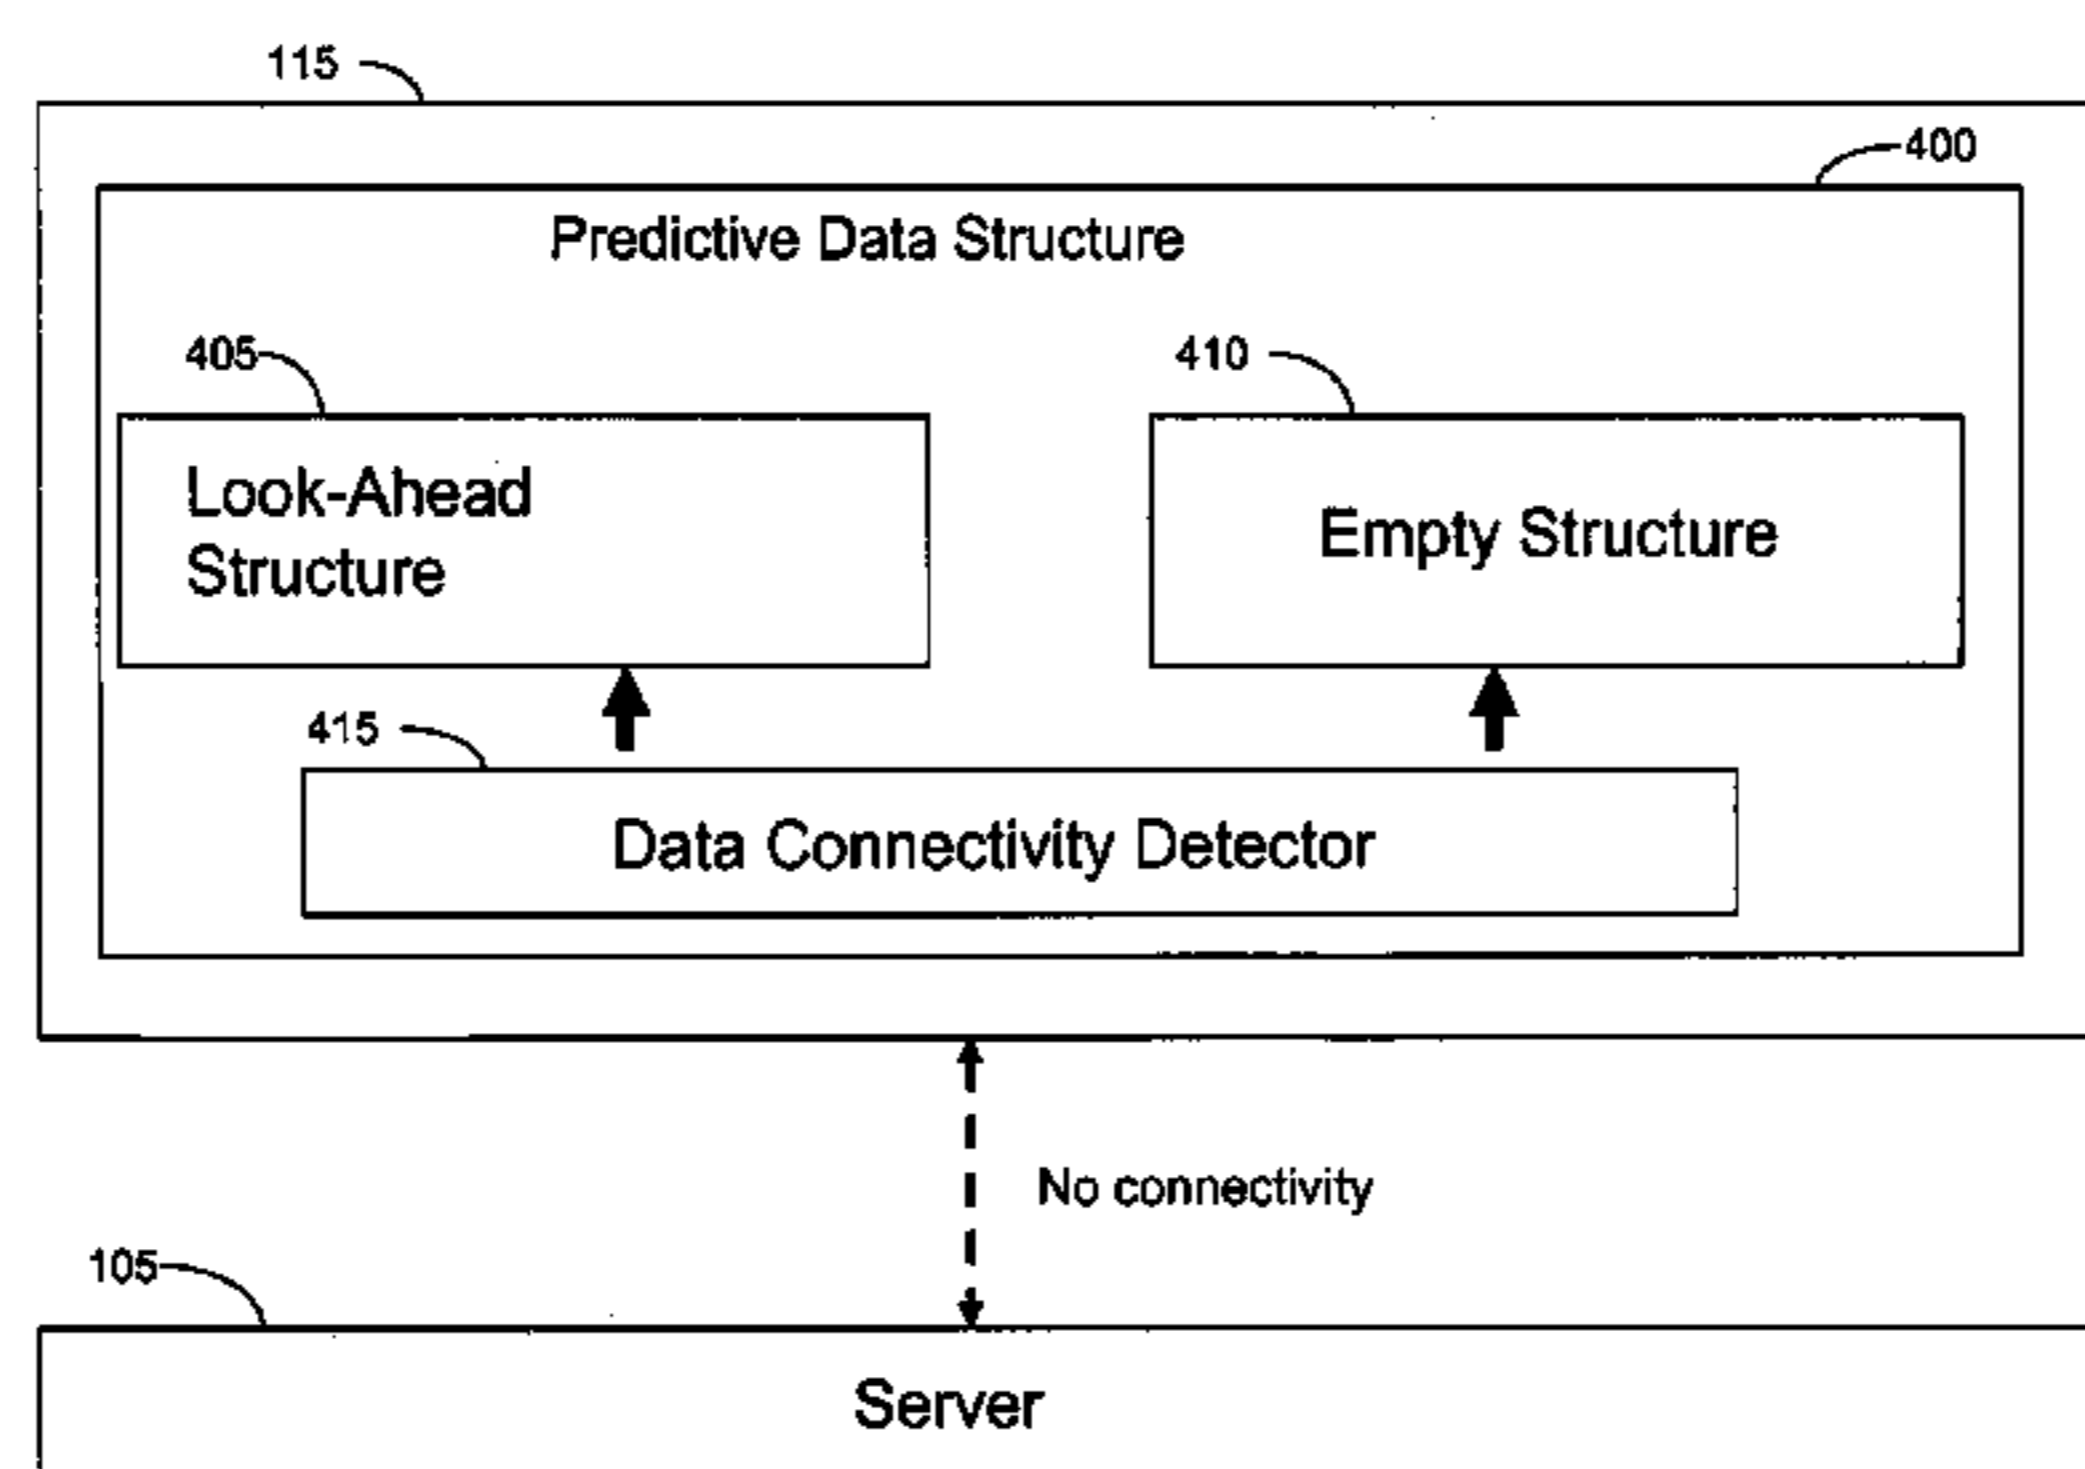 115
400
Predictive Data Structure
405
410
Look-Ahead
Structure
Empty Structure
415
Data Connectivity Detector
No connectivity
105
Server